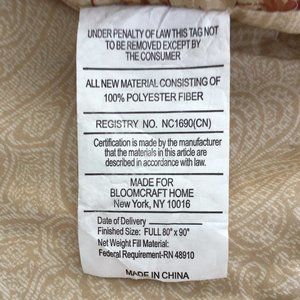 UNDER PENALTY OF LAW THIS TAG NOT
TO BE REMOVED EXCEPT BY
THE CONSUMER
ALL NEW MATERIAL CONSISTING OF
100% POLYESTER FIBER
REGISTRY NO. NC1690(CN)
Certification is made by the manufacturer
that the materials in this article are
described in accordance with law.
MADE FOR
BLOOMCRAFT HOME
New York, NY 10016
Date of Delivery
Finished Size: FULL 80" x 90"
Net Weight Fill Material:
Federal Requirement-RN 48910
MADE IN CHINA